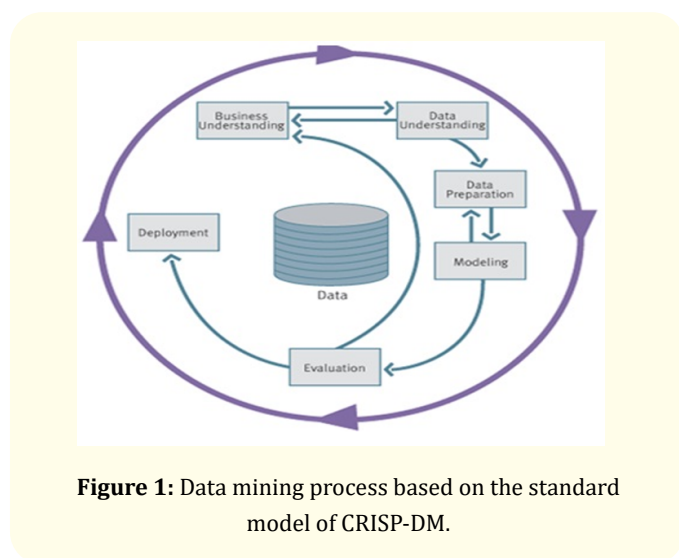 Business
Understanding
Data
Understanding
Data
Preparation
Modeling
Deployment
Data
Evaluation
Figure 1: Data mining process based on the standard
model of CRISP-DM.